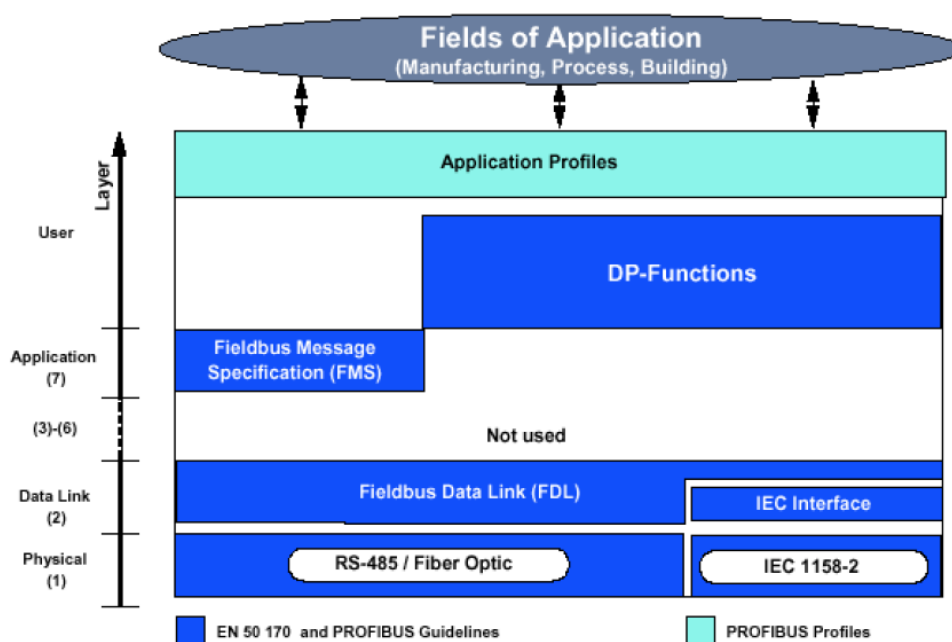 Fields of Application
(Manufacturing, Process, Building)
Layer
Application Profiles
User
DP-Functions
Application
(7)
Fieldbus Message
Specification (FMS)
(3)-(6)
Not used
Data Link
(2)
Fieldbus Data Link (FDL)
IEC Interface
Physical
(1)
RS-485 / Fiber Optic
IEC 1158-2
EN 50 170 and PROFIBUS Guidelines
PROFIBUS Profiles